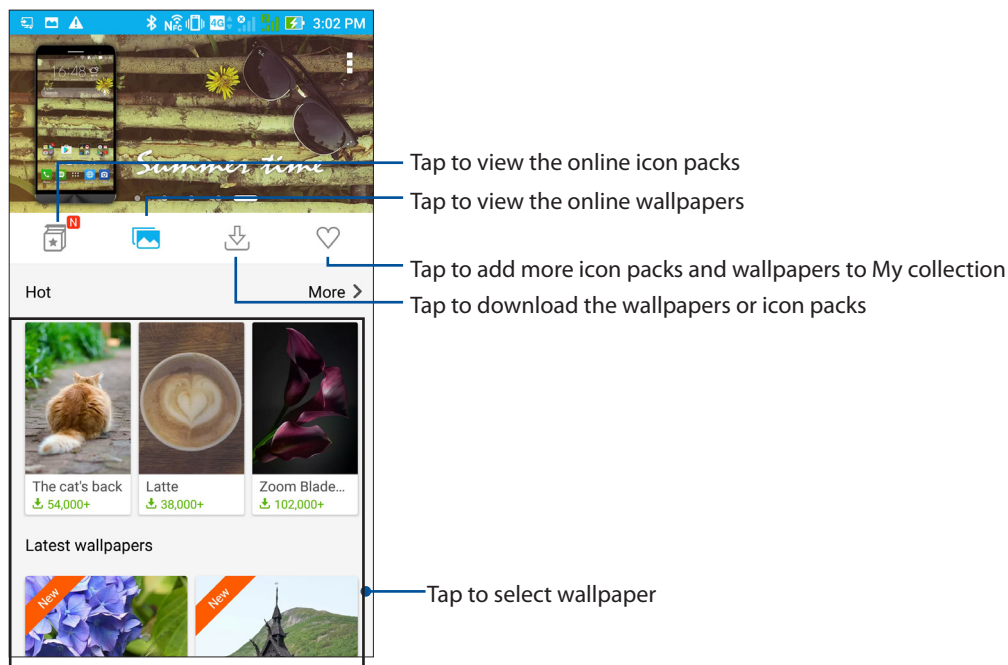 NFC 4G 3:02 PM
16:48
Search
Summer time
Tap to view the online icon packs
Tap to view the online wallpapers
N
Tap to add more icon packs and wallpapers to My collection
Hot More
Tap to download the wallpapers or icon packs
The cat's back Latte Zoom Blade...
54,000+ 38,000+ 102,000+
Latest wallpapers
New New
Tap to select wallpaper